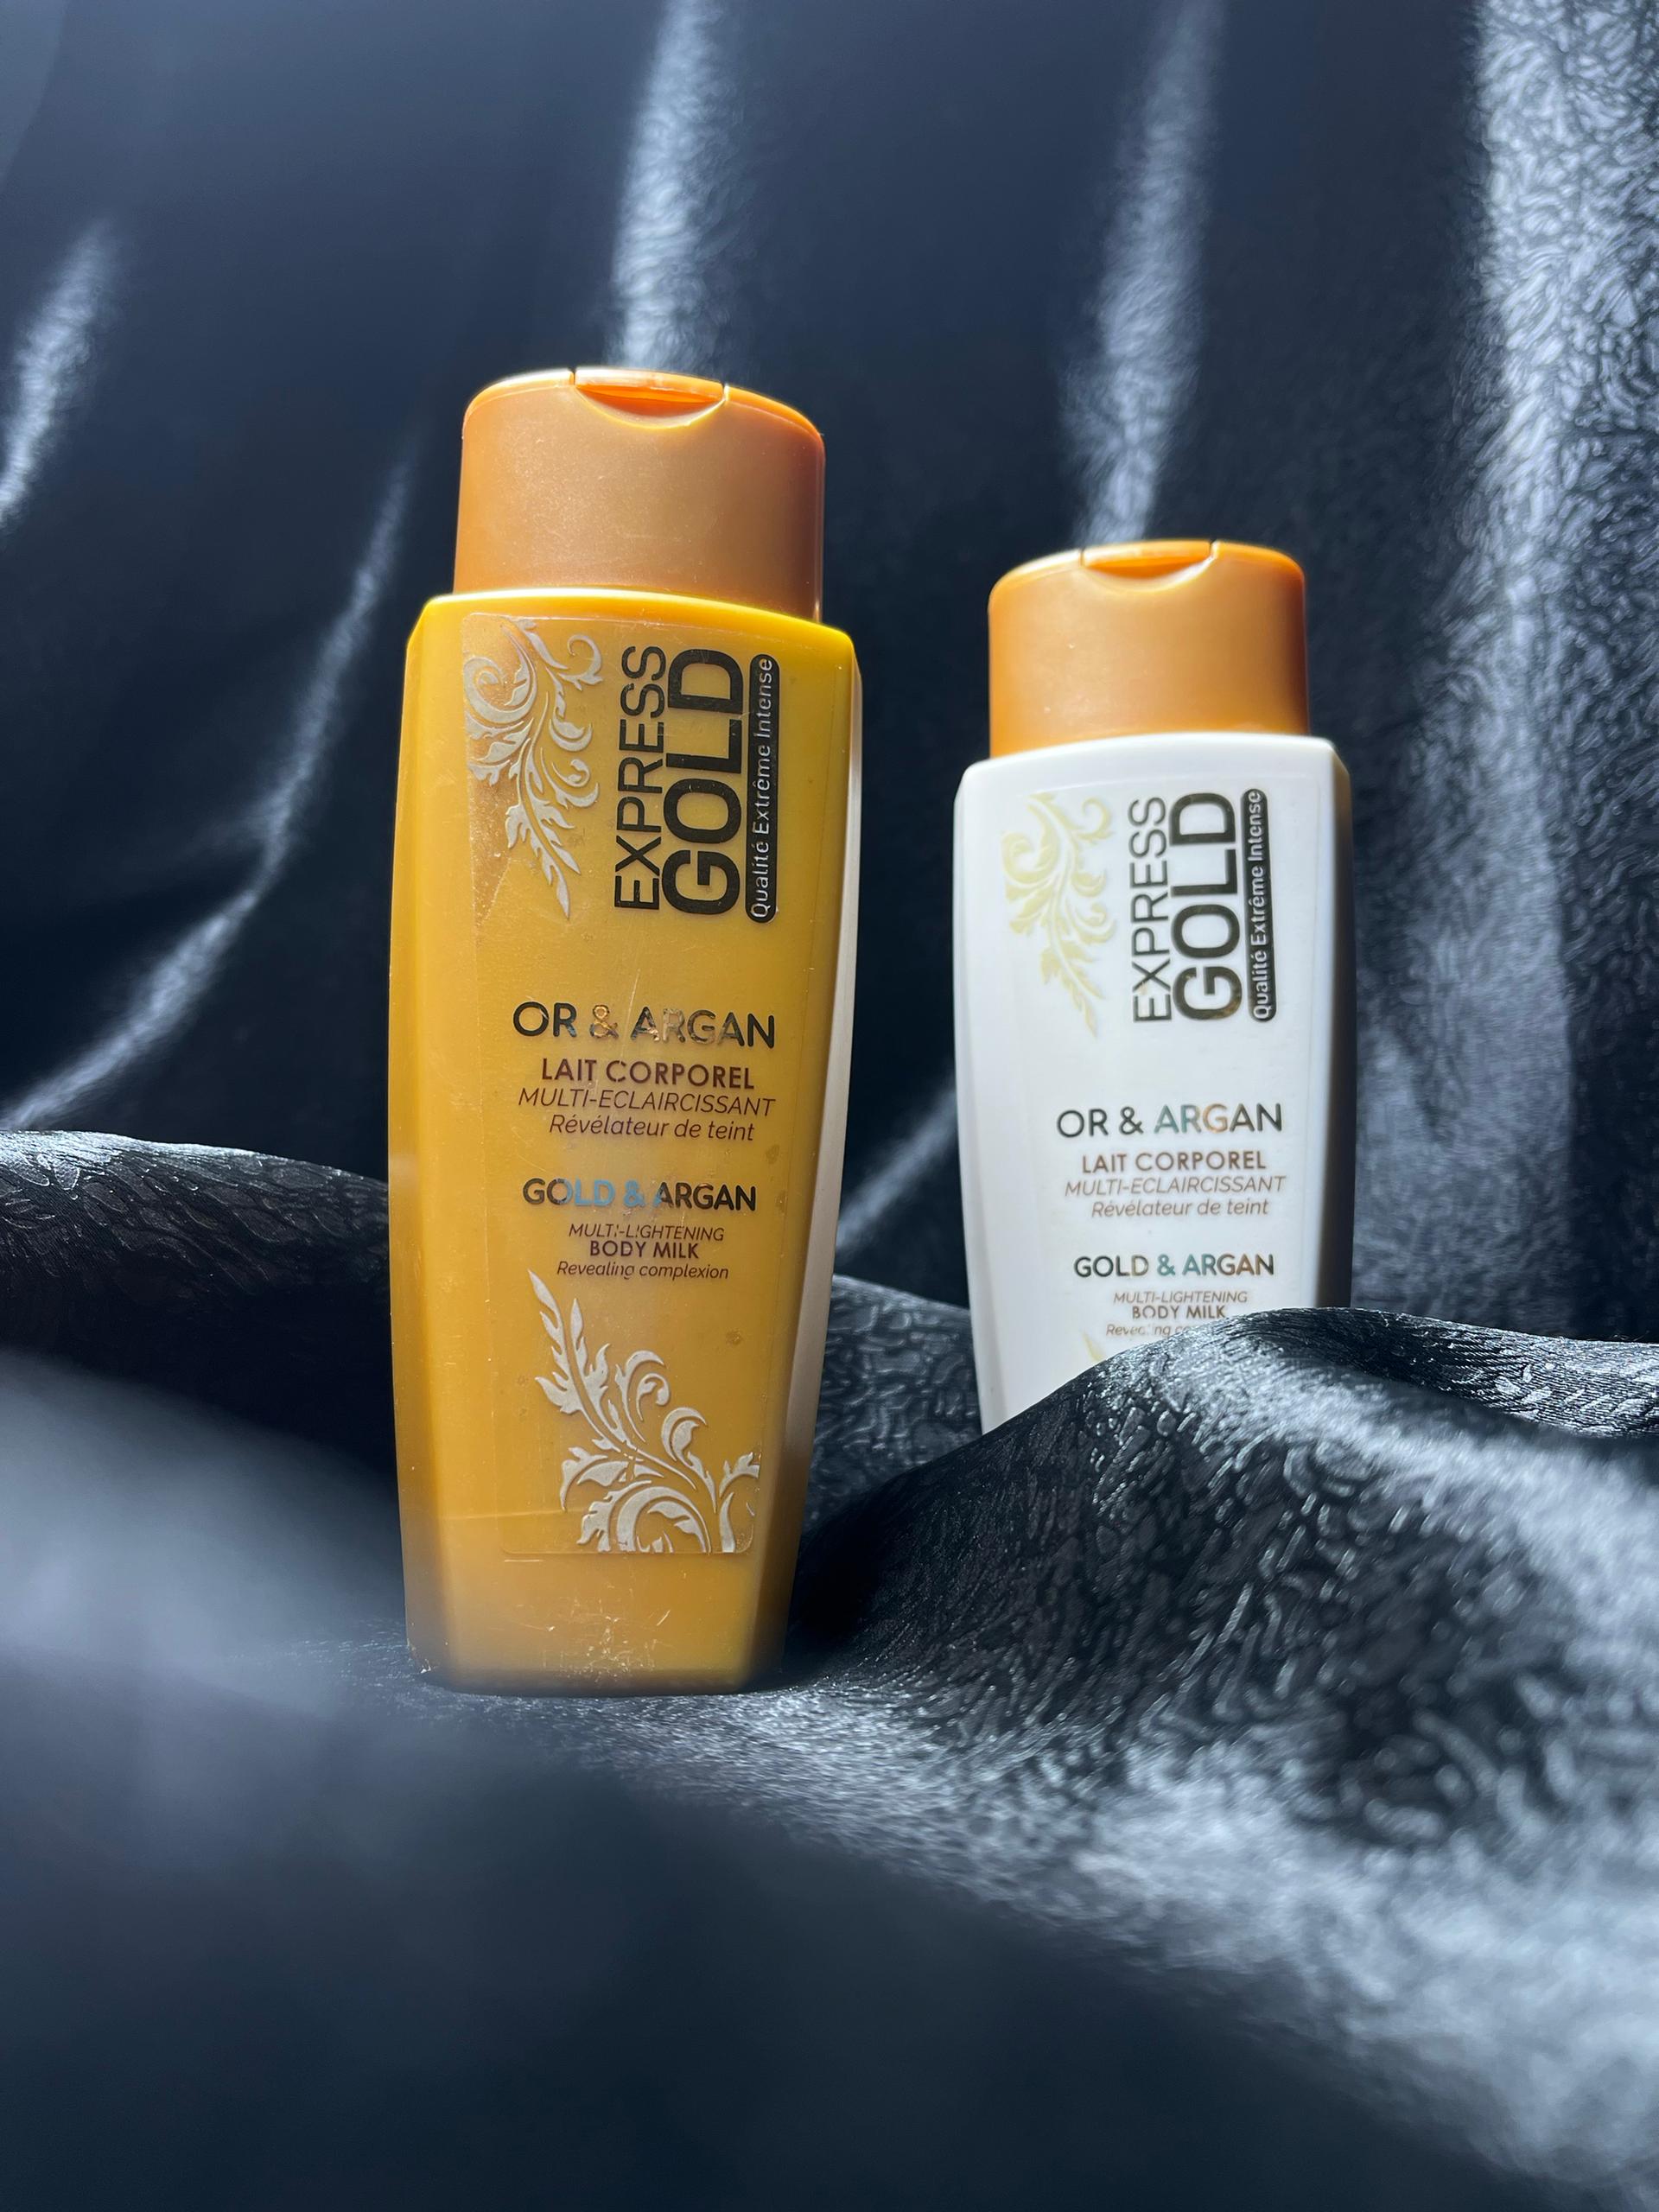 EXPRESS
GOLD
Qualité Extrême Intense
OR & ARGAN
LAIT CORPOREL
MULTI-ECLAIRCISSANT
Révélateur de teint
GOLD & ARGAN
MULTI-LIGHTENING
BODY MILK
Revealing complexion
EXPRESS
GOLD
Qualité Extrême Intense
OR & ARGAN
LAIT CORPOREL
MULTI-ECLAIRCISSANT
Révélateur de teint
GOLD & ARGAN
MULTI-LIGHTENING
BODY MILK
Revealing